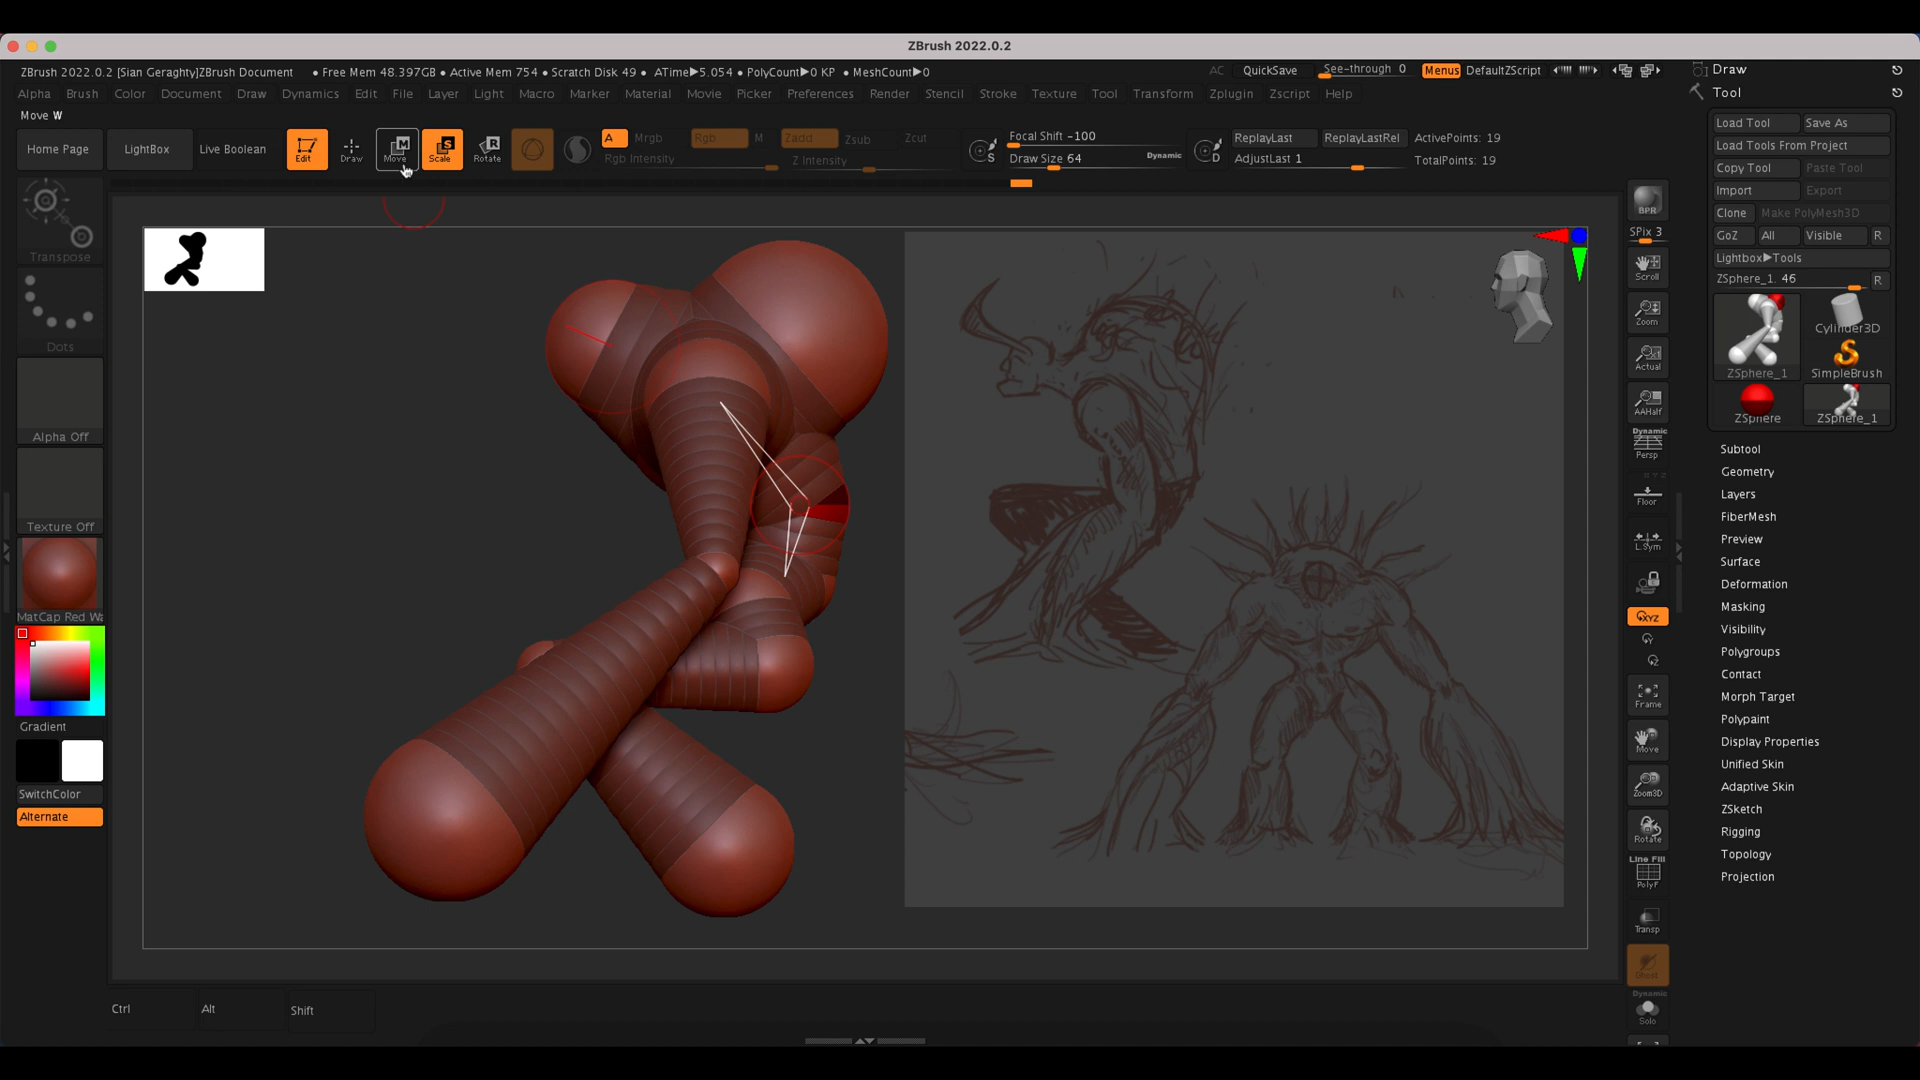 ZBrush 2022.0.2
ZBrush 2022.0.2 [Sian Geraghty]ZBrush Document • Free Mem 48.397GB • Active Mem 754 • Scratch Disk 49 • ATime▶5.054 • PolyCount▶0 KP • MeshCount▶0 AC QuickSave See-through 0 Menus DefaultZScript
Alpha Brush Color Document Draw Dynamics Edit File Layer Light Macro Marker Material Movie Picker Preferences Render Stencil Stroke Texture Tool Transform Zplugin Zscript Help
Move W
Home Page LightBox Live Boolean Edit Draw Move Scale Rotate
A Mrgb Rgb M Zadd Zsub Zcut
Rgb Intensity Z Intensity
Focal Shift -100
Draw Size 64 Dynamic
ReplayLast ReplayLastRel ActivePoints: 19
AdjustLast 1 TotalPoints: 19
Transpose
Dots
Alpha Off
Texture Off
MatCap Red Wa
Gradient
SwitchColor
Alternate
Ctrl Alt Shift
BPR
SPix 3
Scroll
Zoom
Actual
AAHalf
Dynamic
Persp
Floor
L.Sym
XYZ
Y
Z
Frame
Move
Zoom3D
Rotate
Line Fill
PolyF
Transp
Ghost
Dynamic
Solo
Draw
Tool
Load Tool Save As
Load Tools From Project
Copy Tool Paste Tool
Import Export
Clone Make PolyMesh3D
GoZ All Visible R
Lightbox▶Tools
ZSphere_1. 46 R
Cylinder3D
ZSphere_1 SimpleBrush
ZSphere ZSphere_1
Subtool
Geometry
Layers
FiberMesh
Preview
Surface
Deformation
Masking
Visibility
Polygroups
Contact
Morph Target
Polypaint
Display Properties
Unified Skin
Adaptive Skin
ZSketch
Rigging
Topology
Projection